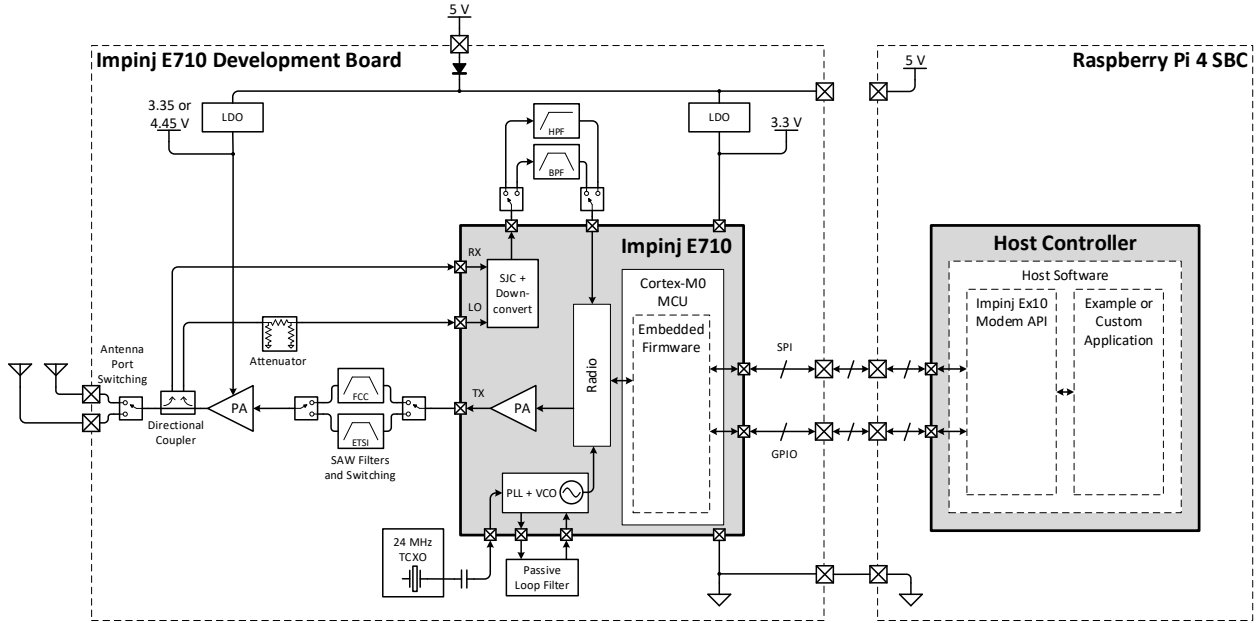 5 V
Impinj E710 Development Board
Raspberry Pi 4 SBC
5 V
3.35 or
4.45 V
LDO
HPF
LDO
3.3 V
BPF
Impinj E710
Host Controller
RX
SJC +
Down-
convert
LO
Cortex-M0
MCU
Embedded
Firmware
Host Software
Impinj Ex10
Modem API
Example or
Custom
Application
Attenuator
Antenna
Port
Switching
SPI
Radio
FCC
PA
TX
PA
Directional
Coupler
ETSI
GPIO
SAW Filters
and Switching
PLL + VCO
24 MHz
TCXO
Passive
Loop Filter